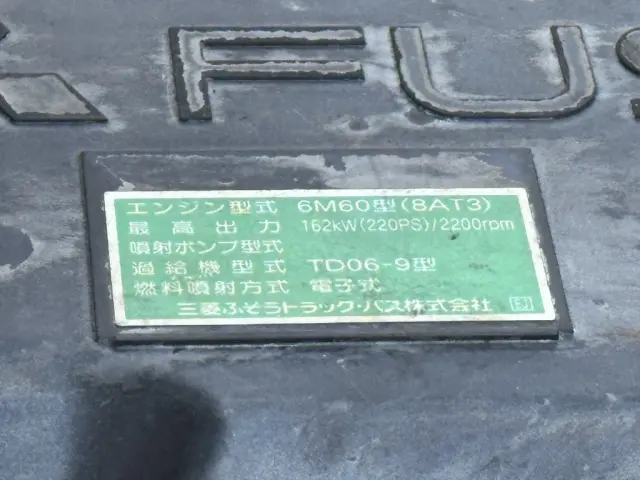 FUS
エンジン型式 6M60型(8AT3)
最高出力 162kW(220PS)/2200rpm
噴射ポンプ型式
過給機型式 TD06-9型
燃料噴射方式 電子式
三菱ふそうトラック・バス株式会社